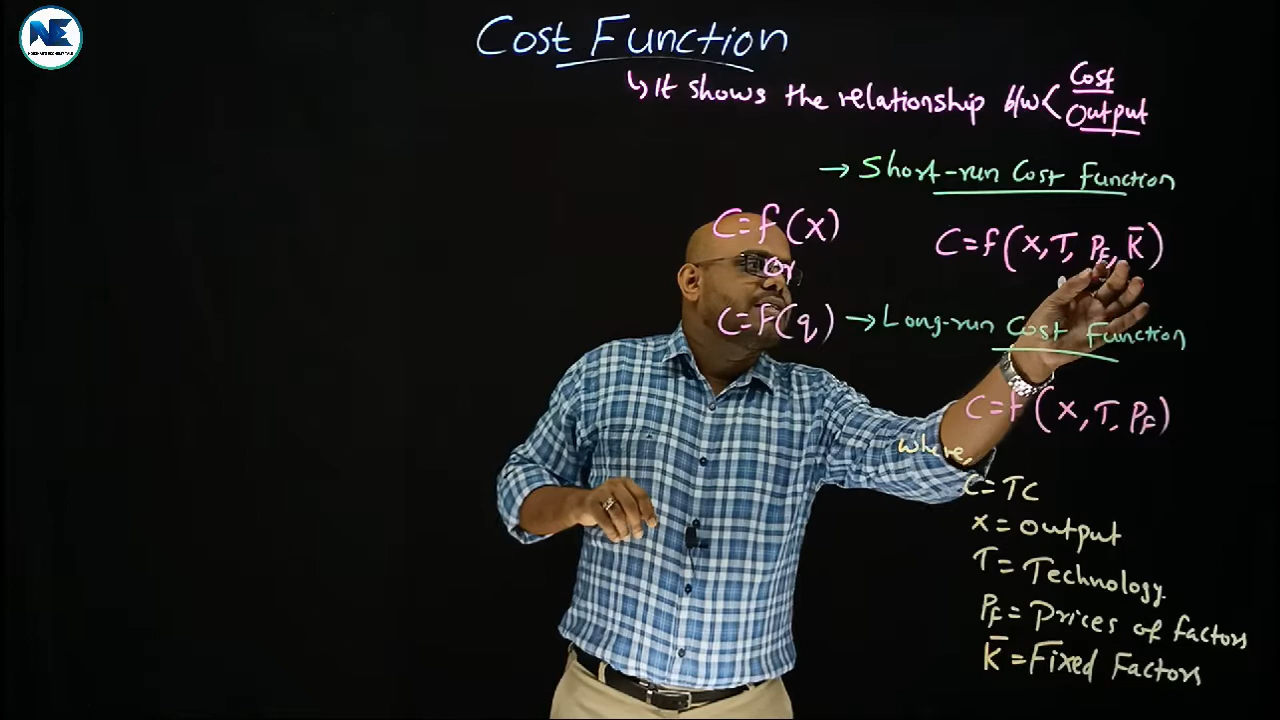 NE
Cost Function
↳ It shows the relationship b/w < Cost
Output
→ Short-run Cost function
C=f(x)
or
C=f(q)
C=f(x,T, Pf, K̄)
→ Long-run Cost function
C=f(x,T, Pf)
where,
C=TC
x=output
T=Technology
Pf=Prices of factors
K̄=Fixed Factors